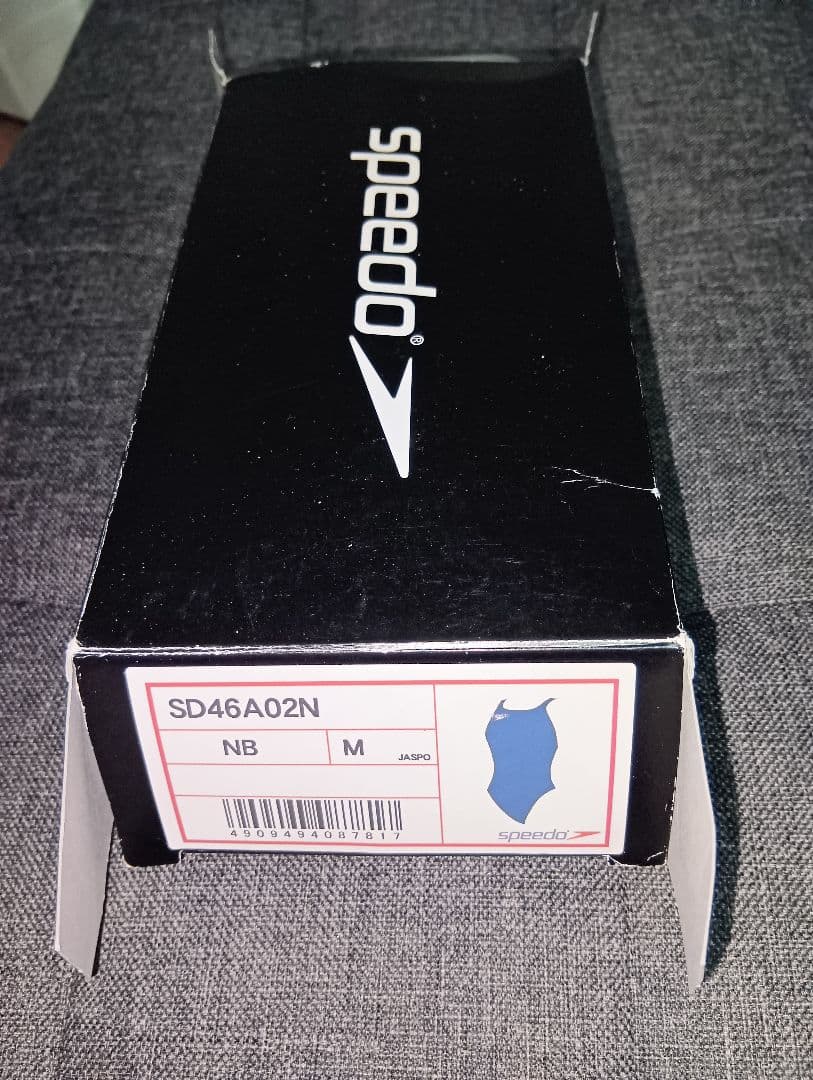 speedo®
SD46A02N
NB M JASPO
4909494087817
speedo